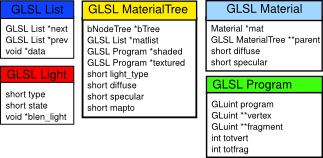 GLSL List
GLSL List *next
GLSL List *prev
void *data
GLSL Light
short type
short state
void *blen_light
GLSL MaterialTree
bNodeTree *bTree
GLSL List *matlist
GLSL Program *shaded
GLSL Program *textured
short light_type
short diffuse
short specular
short mapto
GLSL Material
Material *mat
GLSL MaterialTree **parent
short diffuse
short specular
GLSL Program
GLuint program
GLuint **vertex
GLuint **fragment
int totvert
int totfrag